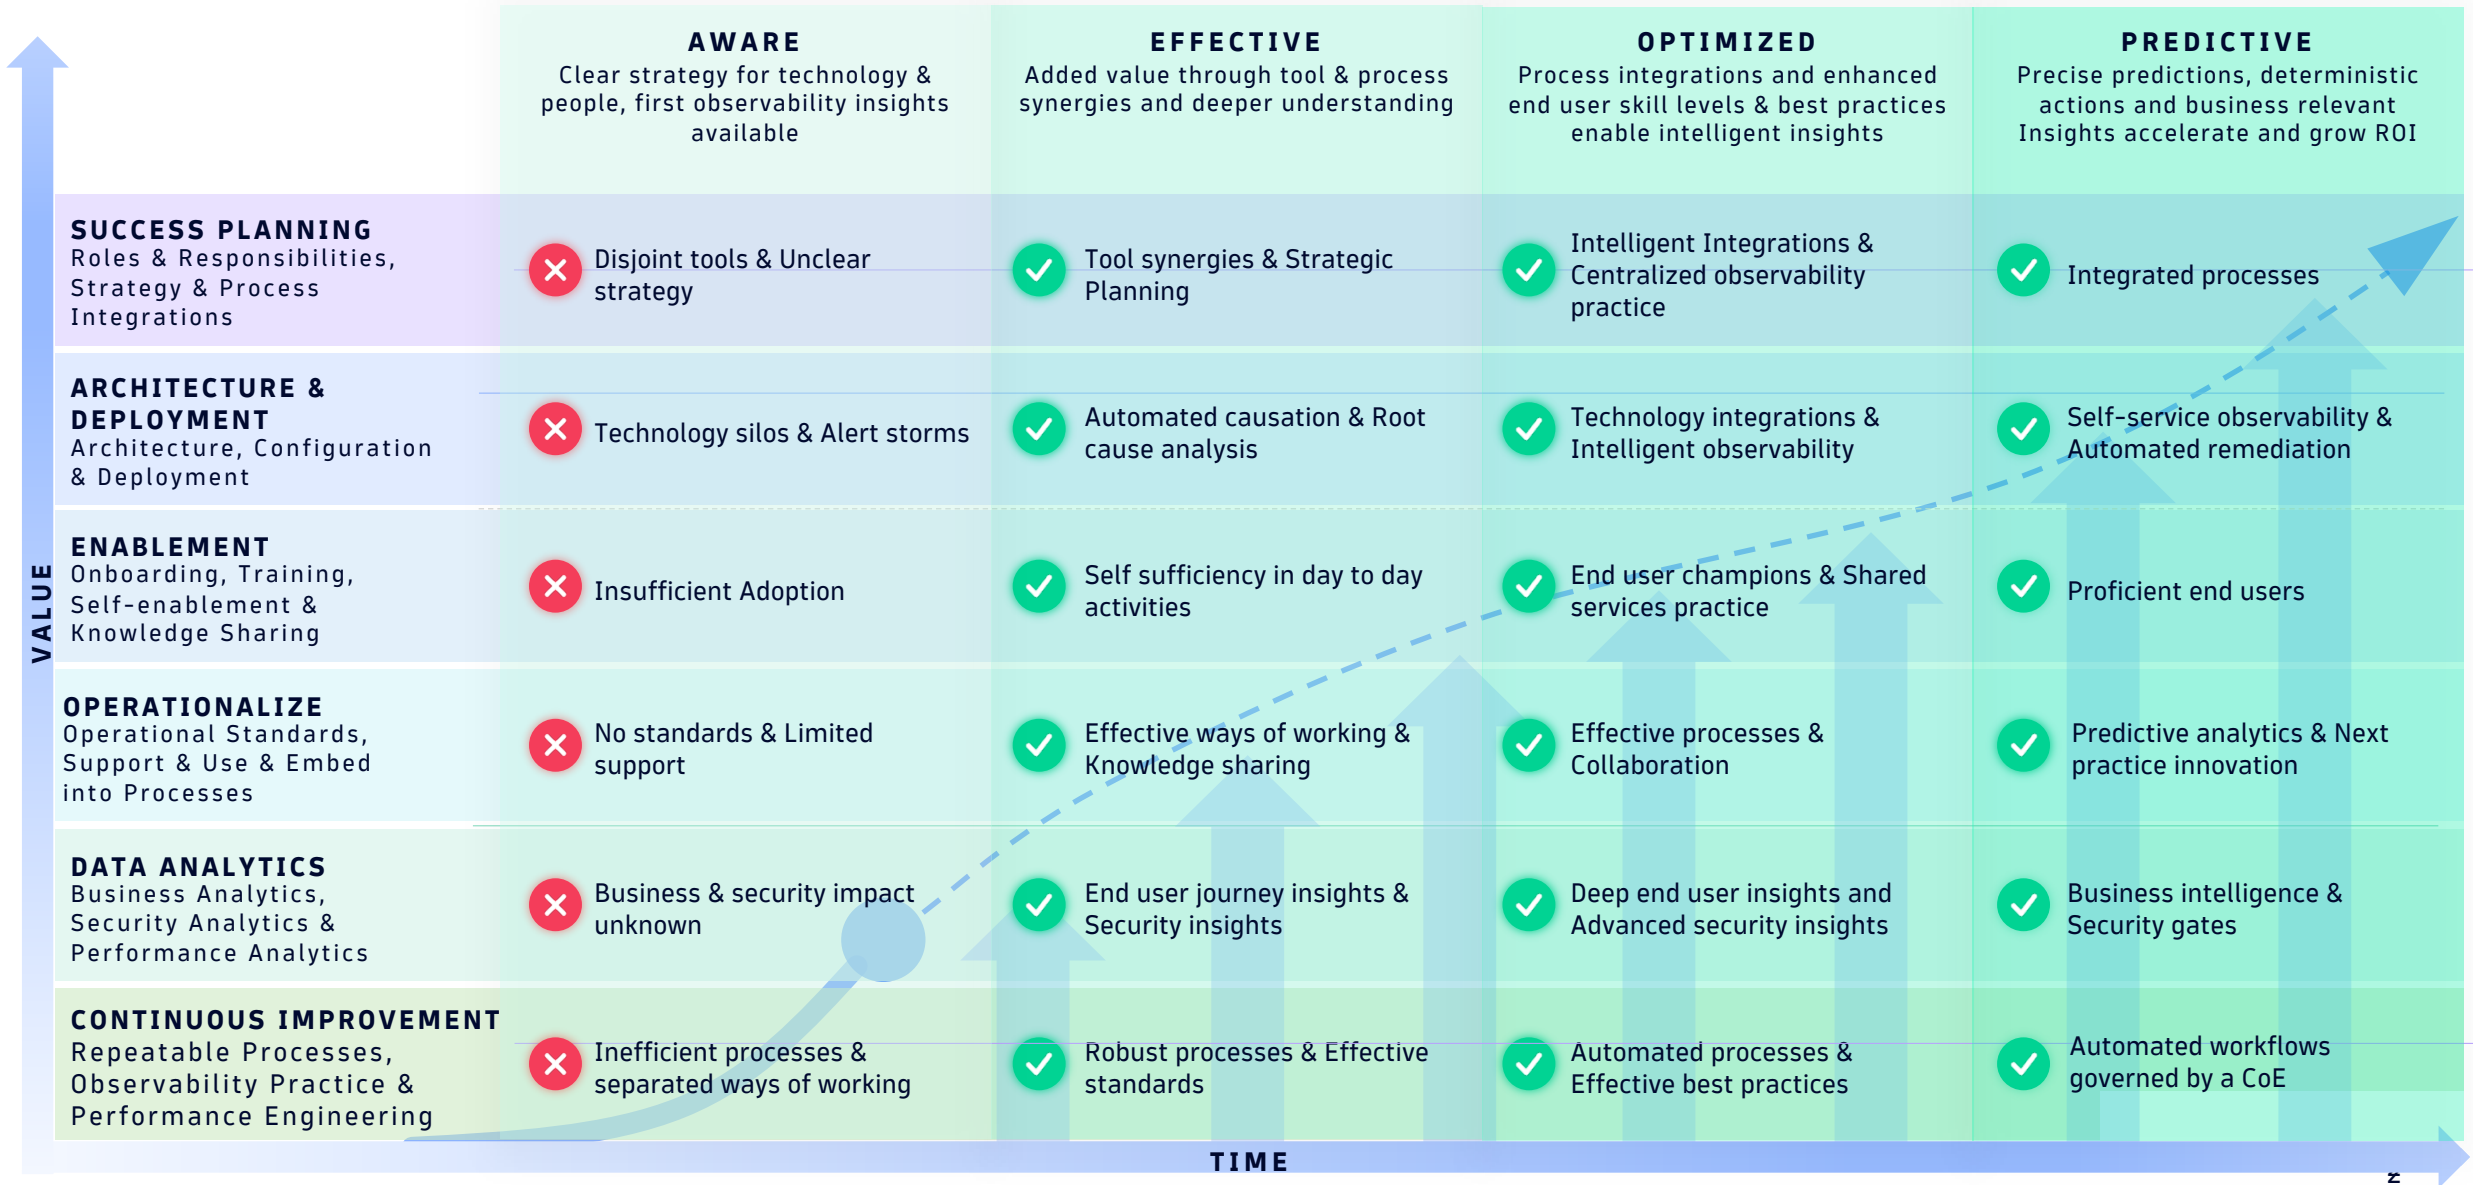 AWARE
Clear strategy for technology &
people, first observability insights
available
EFFECTIVE
Added value through tool & process
synergies and deeper understanding
OPTIMIZED
Process integrations and enhanced
end user skill levels & best practices
enable intelligent insights
PREDICTIVE
Precise predictions, deterministic
actions and business relevant
Insights accelerate and grow ROI
SUCCESS PLANNING
Roles & Responsibilities,
Strategy & Process
Integrations
Disjoint tools & Unclear
strategy
Tool synergies & Strategic
Planning
Intelligent Integrations &
Centralized observability
practice
Integrated processes
ARCHITECTURE &
DEPLOYMENT
Architecture, Configuration
& Deployment
Technology silos & Alert storms
Automated causation & Root
cause analysis
Technology integrations &
Intelligent observability
Self-service observability &
Automated remediation
ENABLEMENT
Onboarding, Training,
Self-enablement &
Knowledge Sharing
Insufficient Adoption
Self sufficiency in day to day
activities
End user champions & Shared
services practice
Proficient end users
OPERATIONALIZE
Operational Standards,
Support & Use & Embed
into Processes
No standards & Limited
support
Effective ways of working &
Knowledge sharing
Effective processes &
Collaboration
Predictive analytics & Next
practice innovation
DATA ANALYTICS
Business Analytics,
Security Analytics &
Performance Analytics
Business & security impact
unknown
End user journey insights &
Security insights
Deep end user insights and
Advanced security insights
Business intelligence &
Security gates
CONTINUOUS IMPROVEMENT
Repeatable Processes,
Observability Practice &
Performance Engineering
Inefficient processes &
separated ways of working
Robust processes & Effective
standards
Automated processes &
Effective best practices
Automated workflows
governed by a CoE
VALUE
TIME